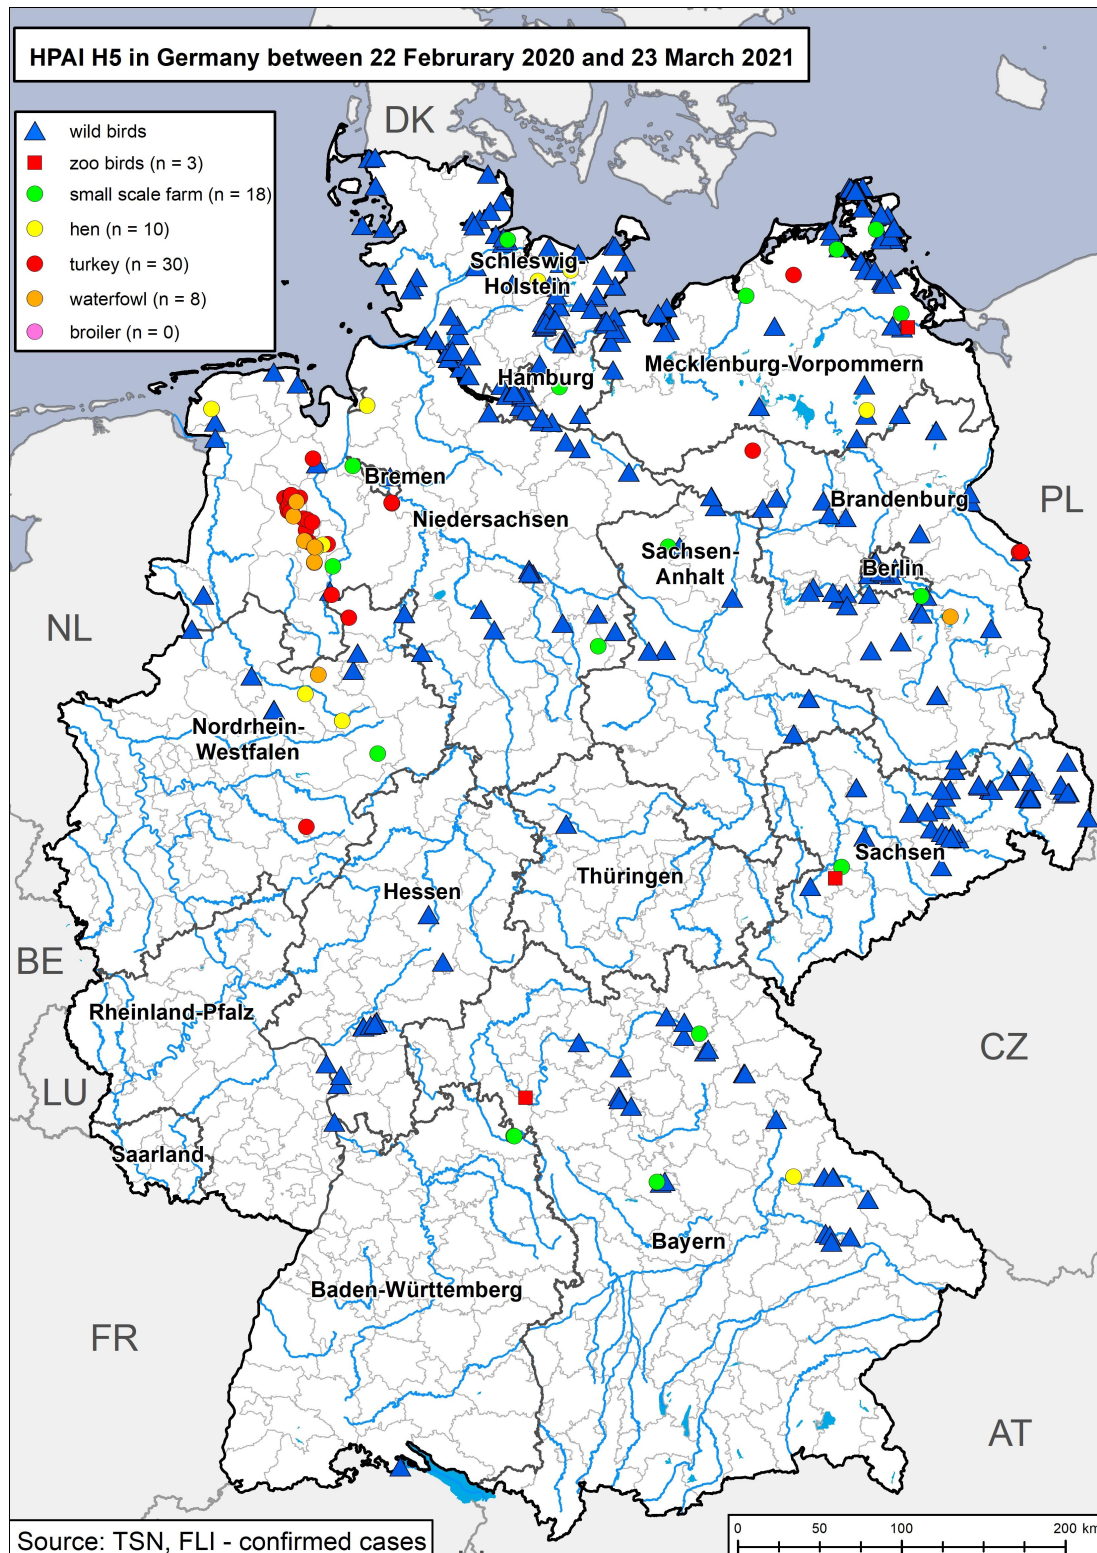 HPAI H5 in Germany between 22 Februrary 2020 and 23 March 2021
wild birds
zoo birds (n = 3)
small scale farm (n = 18)
hen (n = 10)
turkey (n = 30)
waterfowl (n = 8)
broiler (n = 0)
DK
Schleswig-
Holstein
Hamburg
Mecklenburg-Vorpommern
Bremen
Niedersachsen
Brandenburg
PL
Sachsen-
Anhalt
Berlin
NL
Nordrhein-
Westfalen
Sachsen
Thüringen
Hessen
BE
Rheinland-Pfalz
CZ
LU
Saarland
Bayern
Baden-Württemberg
FR
AT
Source: TSN, FLI - confirmed cases
0 50 100 200 km